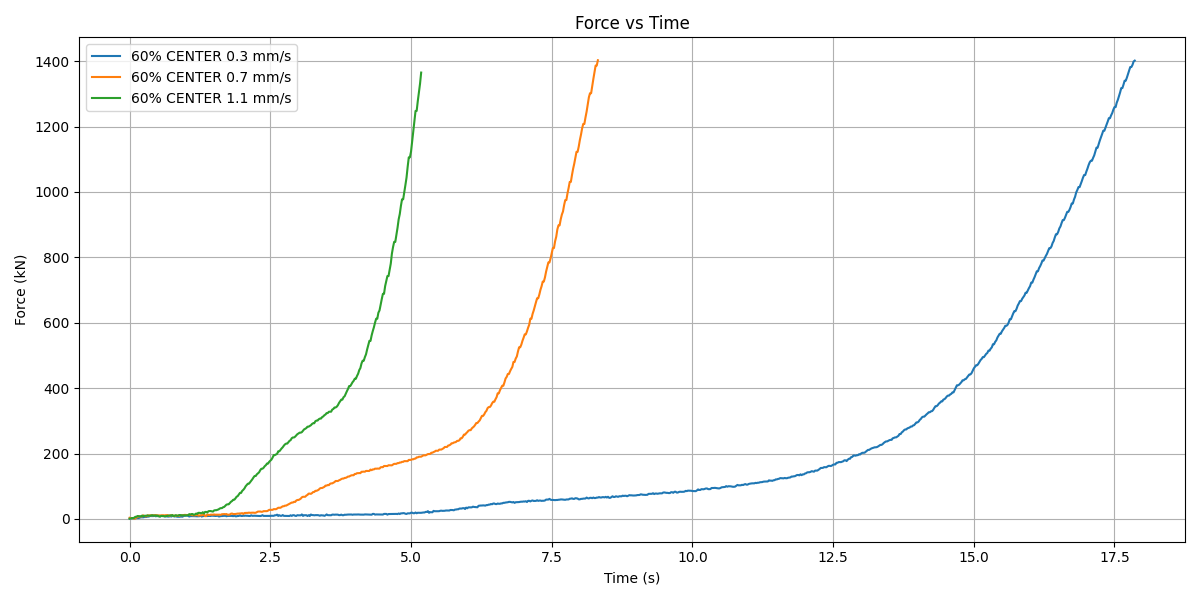 Force vs Time
60% CENTER 0.3 mm/s
60% CENTER 0.7 mm/s
60% CENTER 1.1 mm/s
Force (kN)
1400
1200
1000
800
600
400
200
0
0.0 2.5 5.0 7.5 10.0 12.5 15.0 17.5
Time (s)